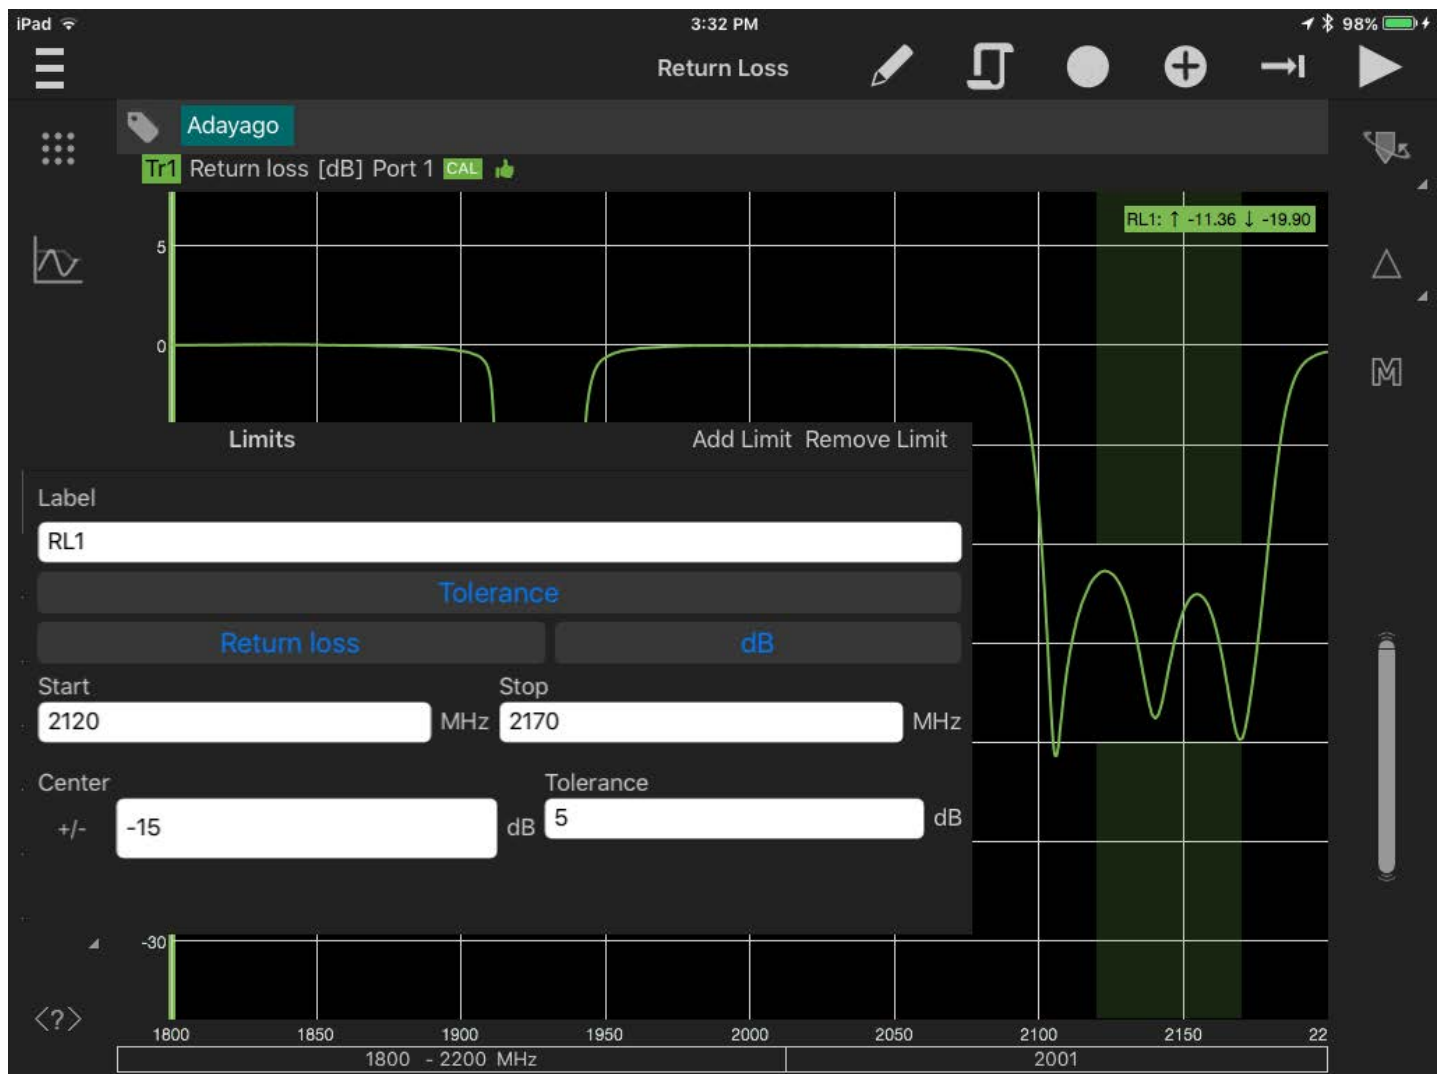 iPad 3:32 PM 98%
Return Loss
Adayago
Tr1 Return loss [dB] Port 1 CAL
RL1: ↑ -11.36 ↓ -19.90
5
0
M
Limits Add Limit Remove Limit
Label
RL1
Tolerance
Return loss dB
Start Stop
2120 MHz 2170 MHz
Center Tolerance
+/- -15 dB 5 dB
-30
<?>
1800 1850 1900 1950 2000 2050 2100 2150 22
1800 - 2200 MHz 2001